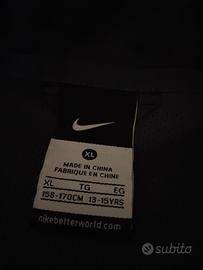 XL
MADE IN CHINA
FABRIQUE EN CHINE
XL TG EG
158-170CM 13-15YRS
nikebetterworld.com
subito